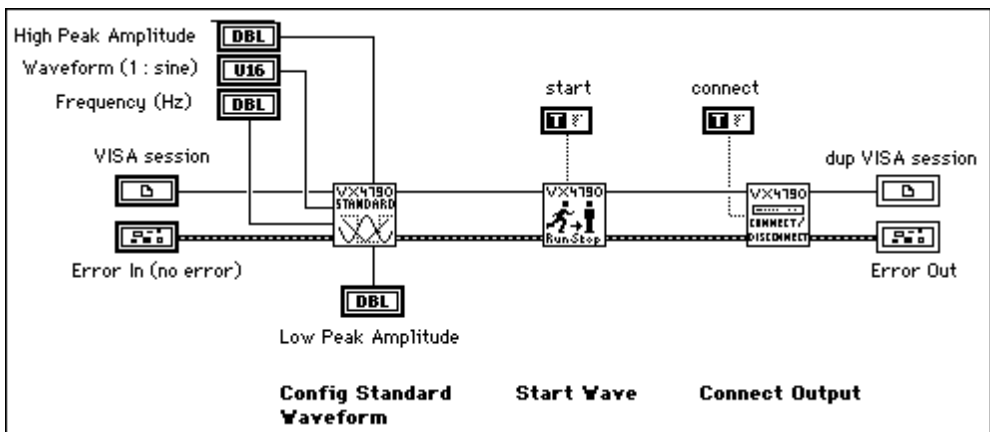 High Peak Amplitude
DBL
Waveform (1 : sine)
U16
Frequency (Hz)
DBL
start
connect
T
T
VISA session
dup VISA session
VX4790
STANDARD
VX4790
Run-Stop
VX4790
CONNECT/
DISCONNECT
Error In (no error)
Error Out
DBL
Low Peak Amplitude
Config Standard
Waveform
Start Wave
Connect Output